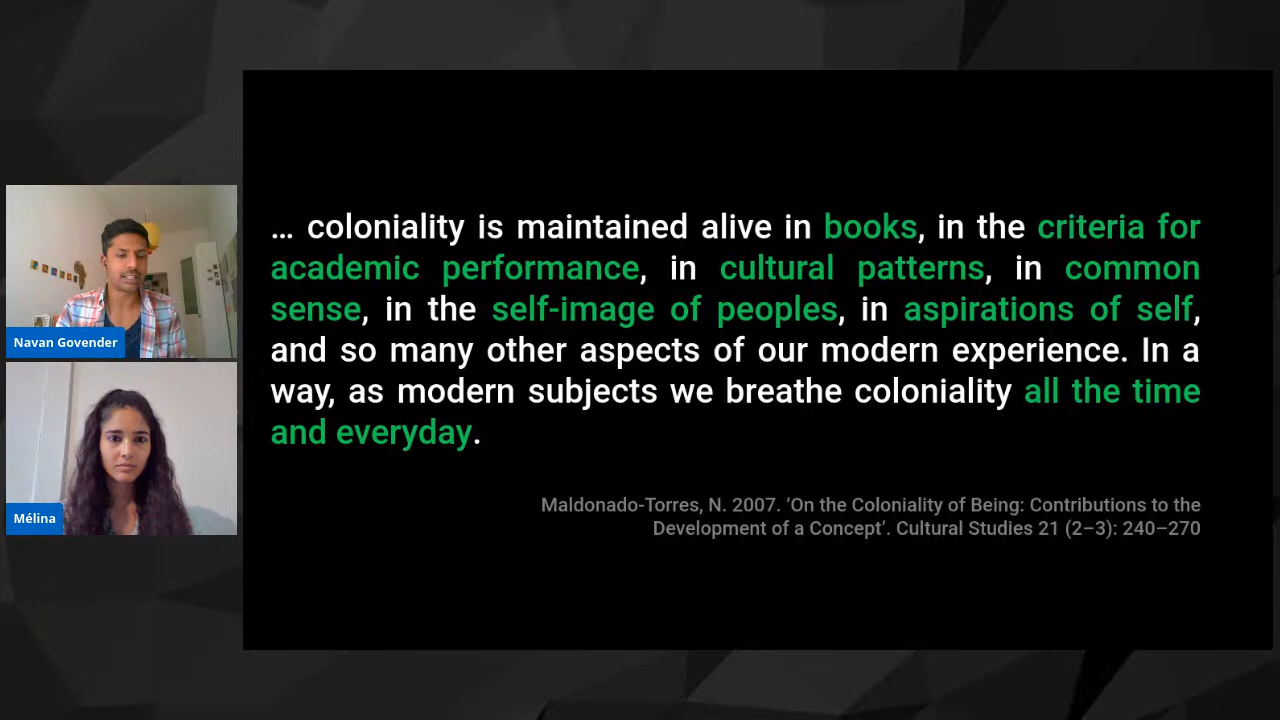 Navan Govender
Mélina
… coloniality is maintained alive in books, in the criteria for
academic performance, in cultural patterns, in common
sense, in the self-image of peoples, in aspirations of self,
and so many other aspects of our modern experience. In a
way, as modern subjects we breathe coloniality all the time
and everyday.
Maldonado-Torres, N. 2007. ‘On the Coloniality of Being: Contributions to the
Development of a Concept’. Cultural Studies 21 (2–3): 240–270